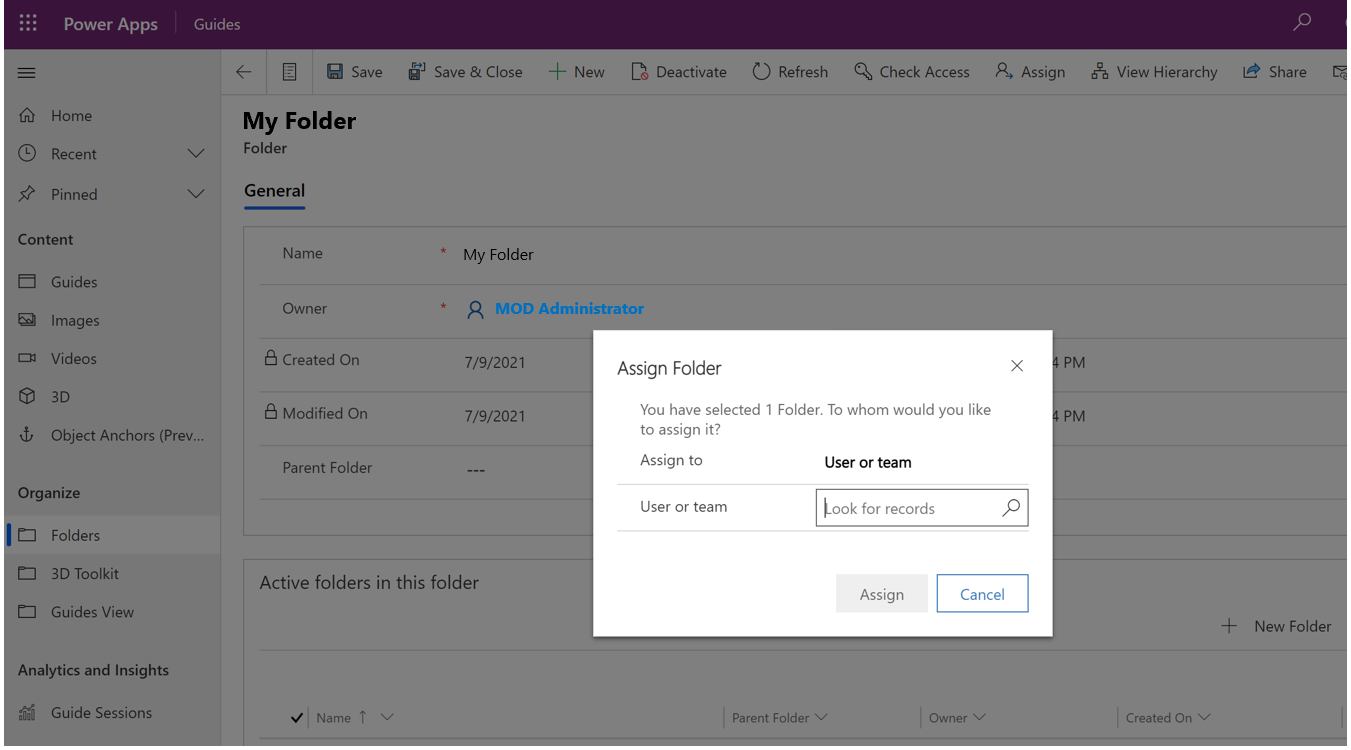 Power Apps Guides
Save Save & Close New Deactivate Refresh Check Access Assign View Hierarchy Share
Home
Recent
Pinned
Content
Guides
Images
Videos
3D
Object Anchors (Prev...
Organize
Folders
3D Toolkit
Guides View
Analytics and Insights
Guide Sessions
My Folder
Folder
General
Name * My Folder
Owner * MOD Administrator
Created On 7/9/2021 4 PM
Modified On 7/9/2021 4 PM
Parent Folder ---
Assign Folder
You have selected 1 Folder. To whom would you like
to assign it?
Assign to User or team
User or team Look for records
Assign Cancel
Active folders in this folder
New Folder
Name Parent Folder Owner Created On